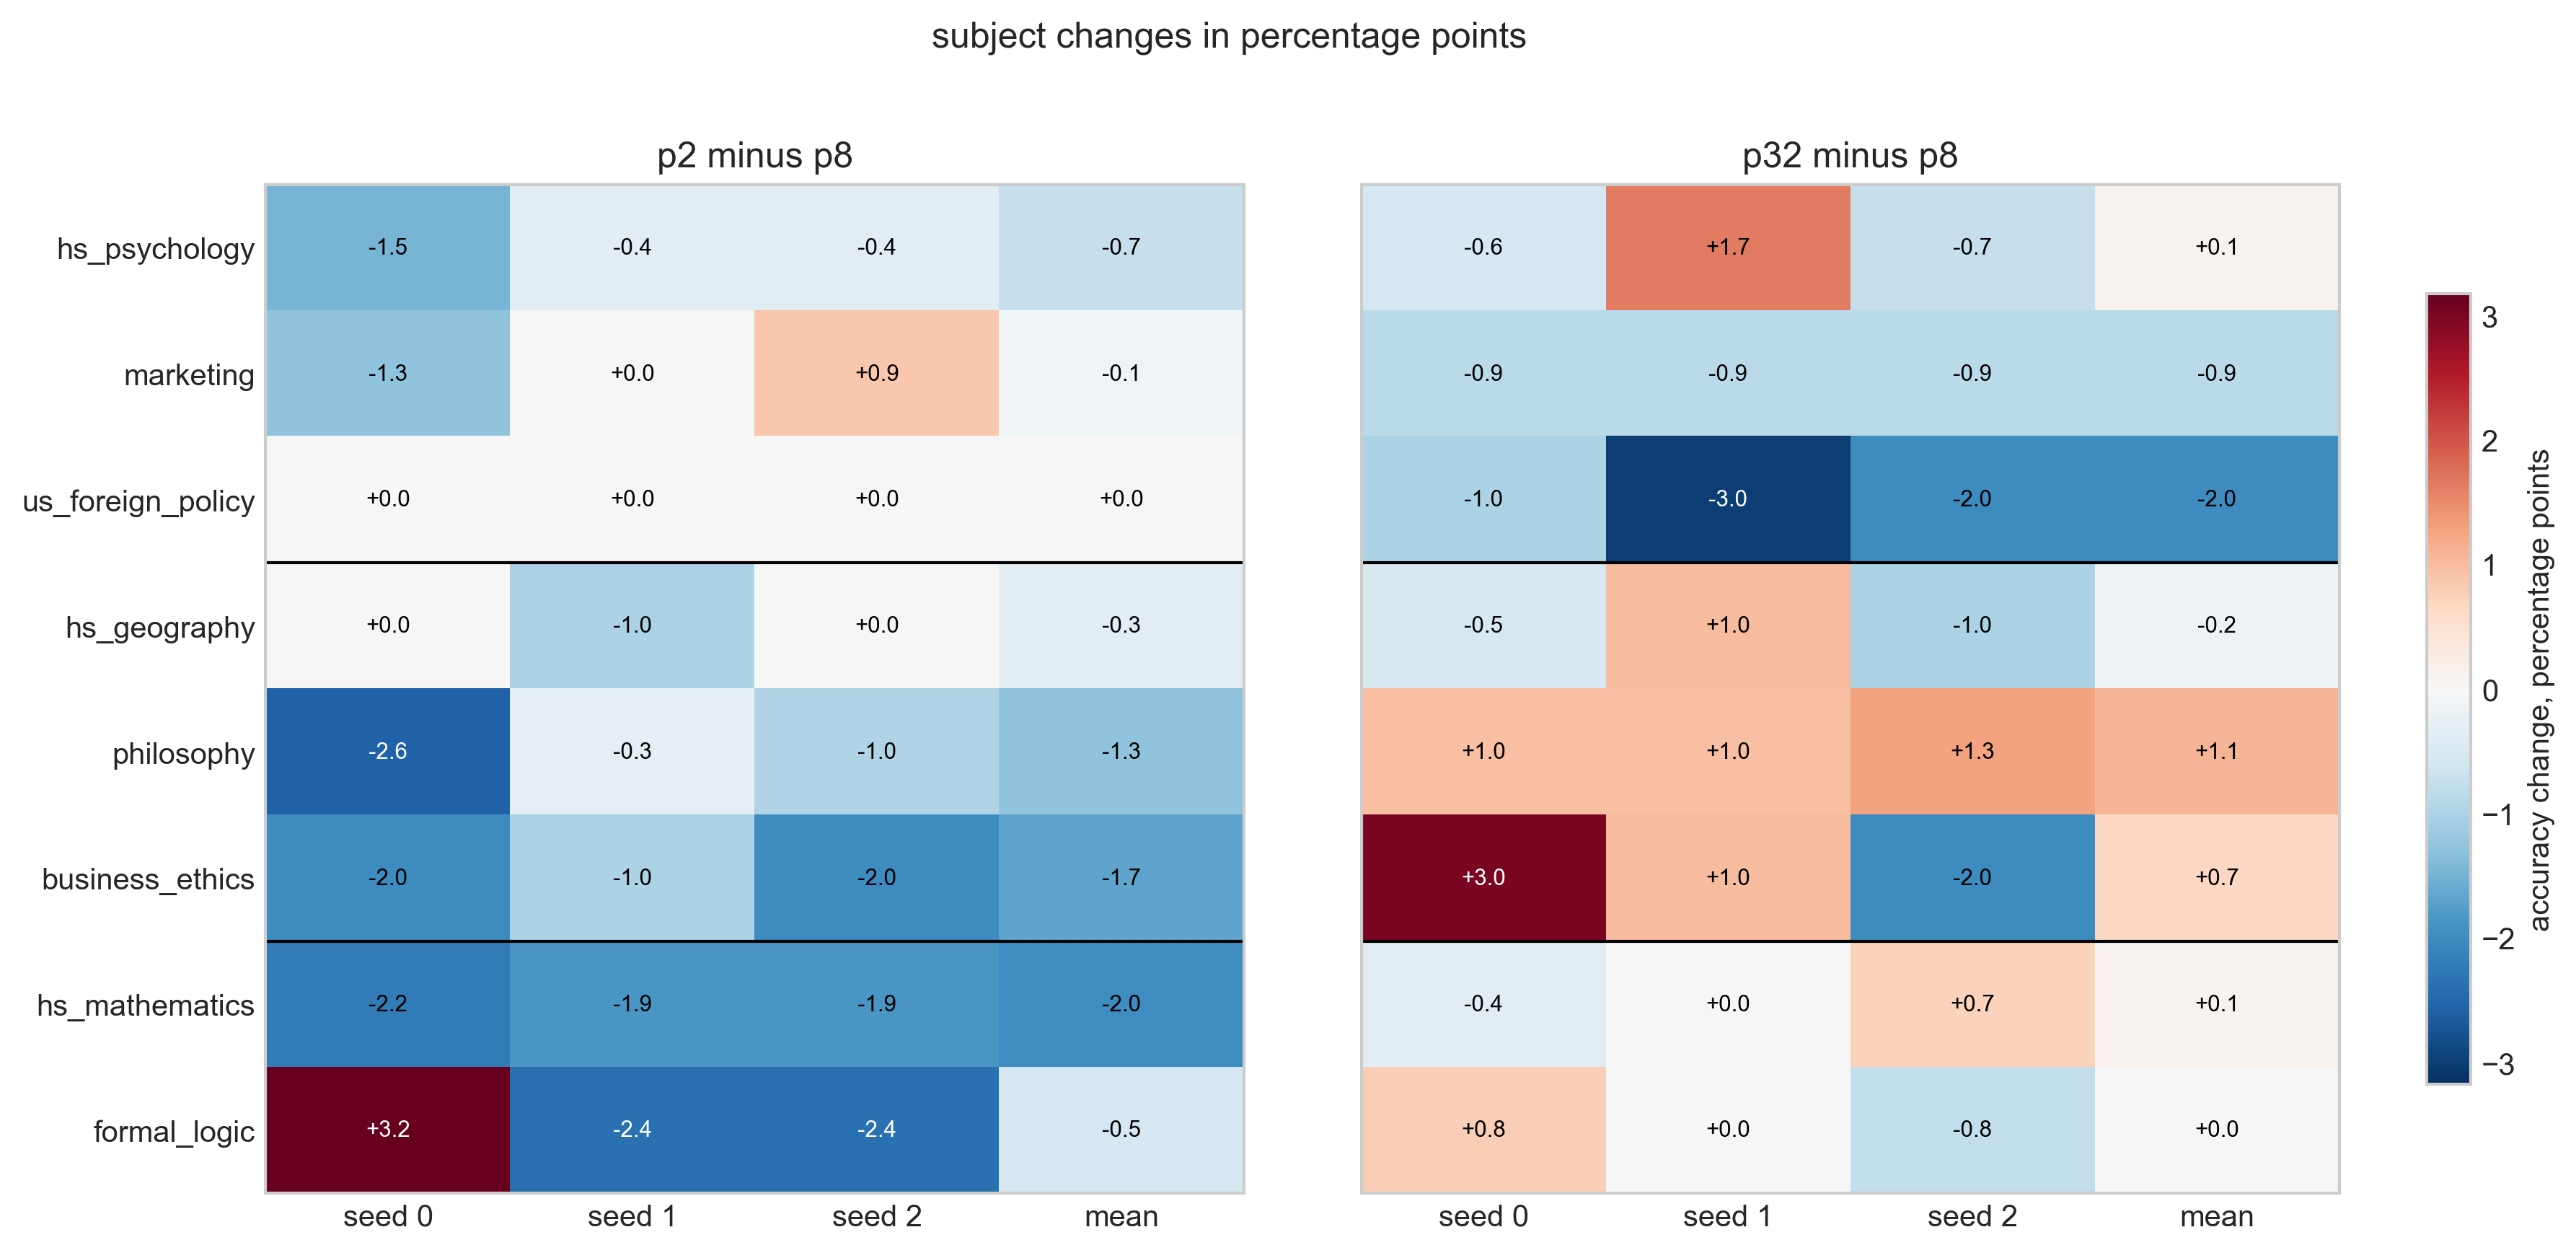 subject changes in percentage points
p2 minus p8
p32 minus p8
hs_psychology -1.5 -0.4 -0.4 -0.7 -0.6 +1.7 -0.7 +0.1
marketing -1.3 +0.0 +0.9 -0.1 -0.9 -0.9 -0.9 -0.9
us_foreign_policy +0.0 +0.0 +0.0 +0.0 -1.0 -3.0 -2.0 -2.0
hs_geography +0.0 -1.0 +0.0 -0.3 -0.5 +1.0 -1.0 -0.2
philosophy -2.6 -0.3 -1.0 -1.3 +1.0 +1.0 +1.3 +1.1
business_ethics -2.0 -1.0 -2.0 -1.7 +3.0 +1.0 -2.0 +0.7
hs_mathematics -2.2 -1.9 -1.9 -2.0 -0.4 +0.0 +0.7 +0.1
formal_logic +3.2 -2.4 -2.4 -0.5 +0.8 +0.0 -0.8 +0.0
seed 0 seed 1 seed 2 mean seed 0 seed 1 seed 2 mean
3
2
1
0
−1
−2
−3
accuracy change, percentage points